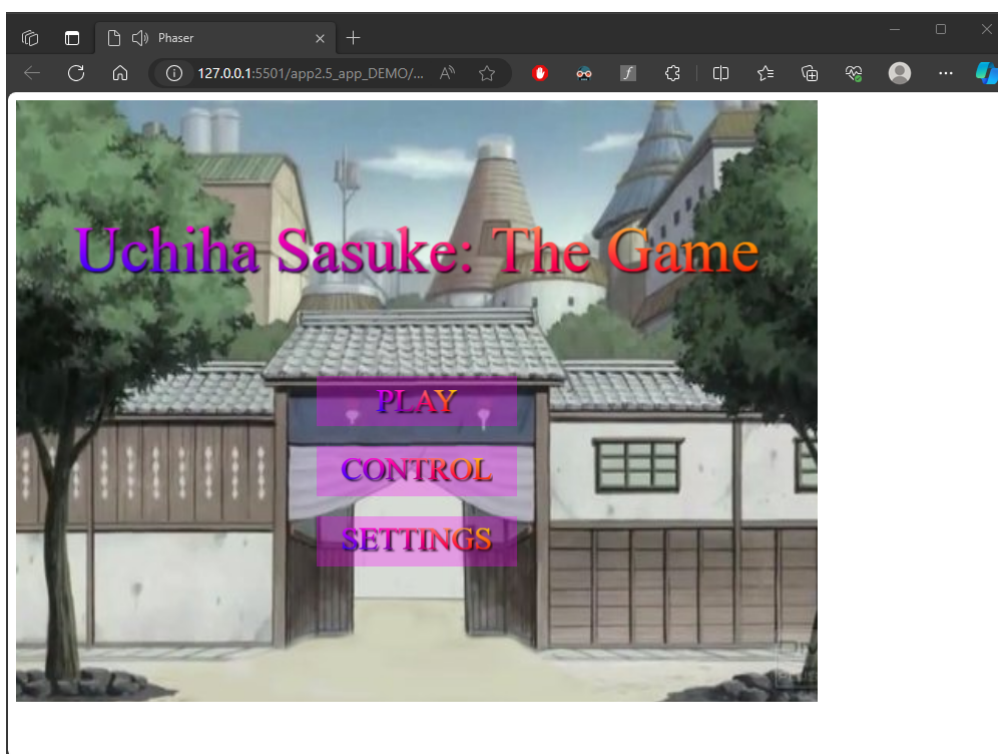 Phaser
127.0.0.1:5501/app2.5_app_DEMO/...
Uchiha Sasuke: The Game
PLAY
CONTROL
SETTINGS